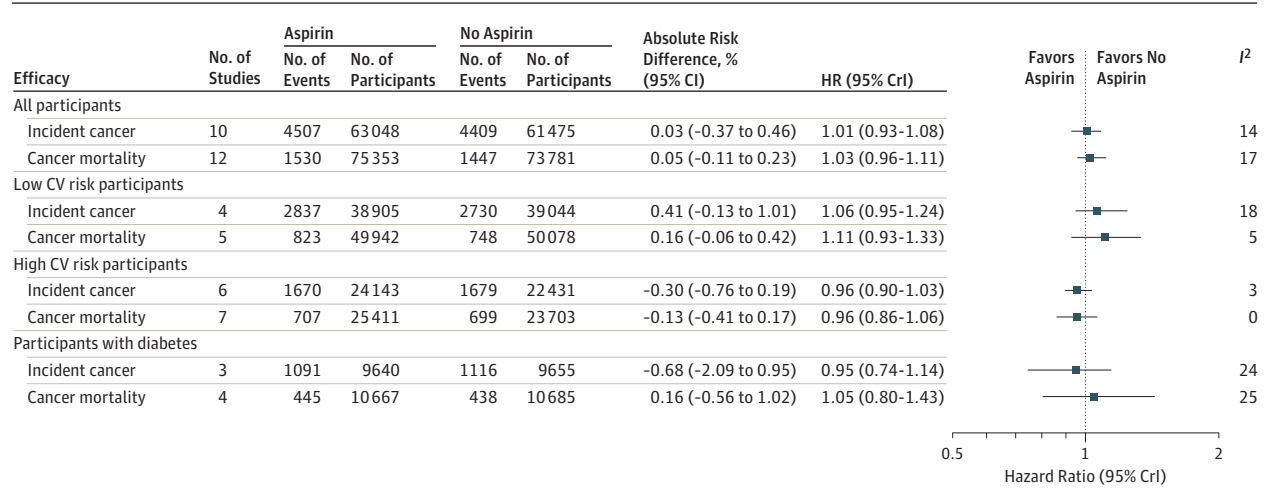 Efficacy No. of Studies Aspirin No. of Events No. of Participants No Aspirin No. of Events No. of Participants Absolute Risk Difference, % (95% CI) HR (95% CrI) Favors Aspirin Favors No Aspirin I²
All participants
Incident cancer 10 4507 63048 4409 61475 0.03 (-0.37 to 0.46) 1.01 (0.93-1.08) 14
Cancer mortality 12 1530 75353 1447 73781 0.05 (-0.11 to 0.23) 1.03 (0.96-1.11) 17
Low CV risk participants
Incident cancer 4 2837 38905 2730 39044 0.41 (-0.13 to 1.01) 1.06 (0.95-1.24) 18
Cancer mortality 5 823 49942 748 50078 0.16 (-0.06 to 0.42) 1.11 (0.93-1.33) 5
High CV risk participants
Incident cancer 6 1670 24143 1679 22431 -0.30 (-0.76 to 0.19) 0.96 (0.90-1.03) 3
Cancer mortality 7 707 25411 699 23703 -0.13 (-0.41 to 0.17) 0.96 (0.86-1.06) 0
Participants with diabetes
Incident cancer 3 1091 9640 1116 9655 -0.68 (-2.09 to 0.95) 0.95 (0.74-1.14) 24
Cancer mortality 4 445 10667 438 10685 0.16 (-0.56 to 1.02) 1.05 (0.80-1.43) 25
0.5 1 2
Hazard Ratio (95% CrI)